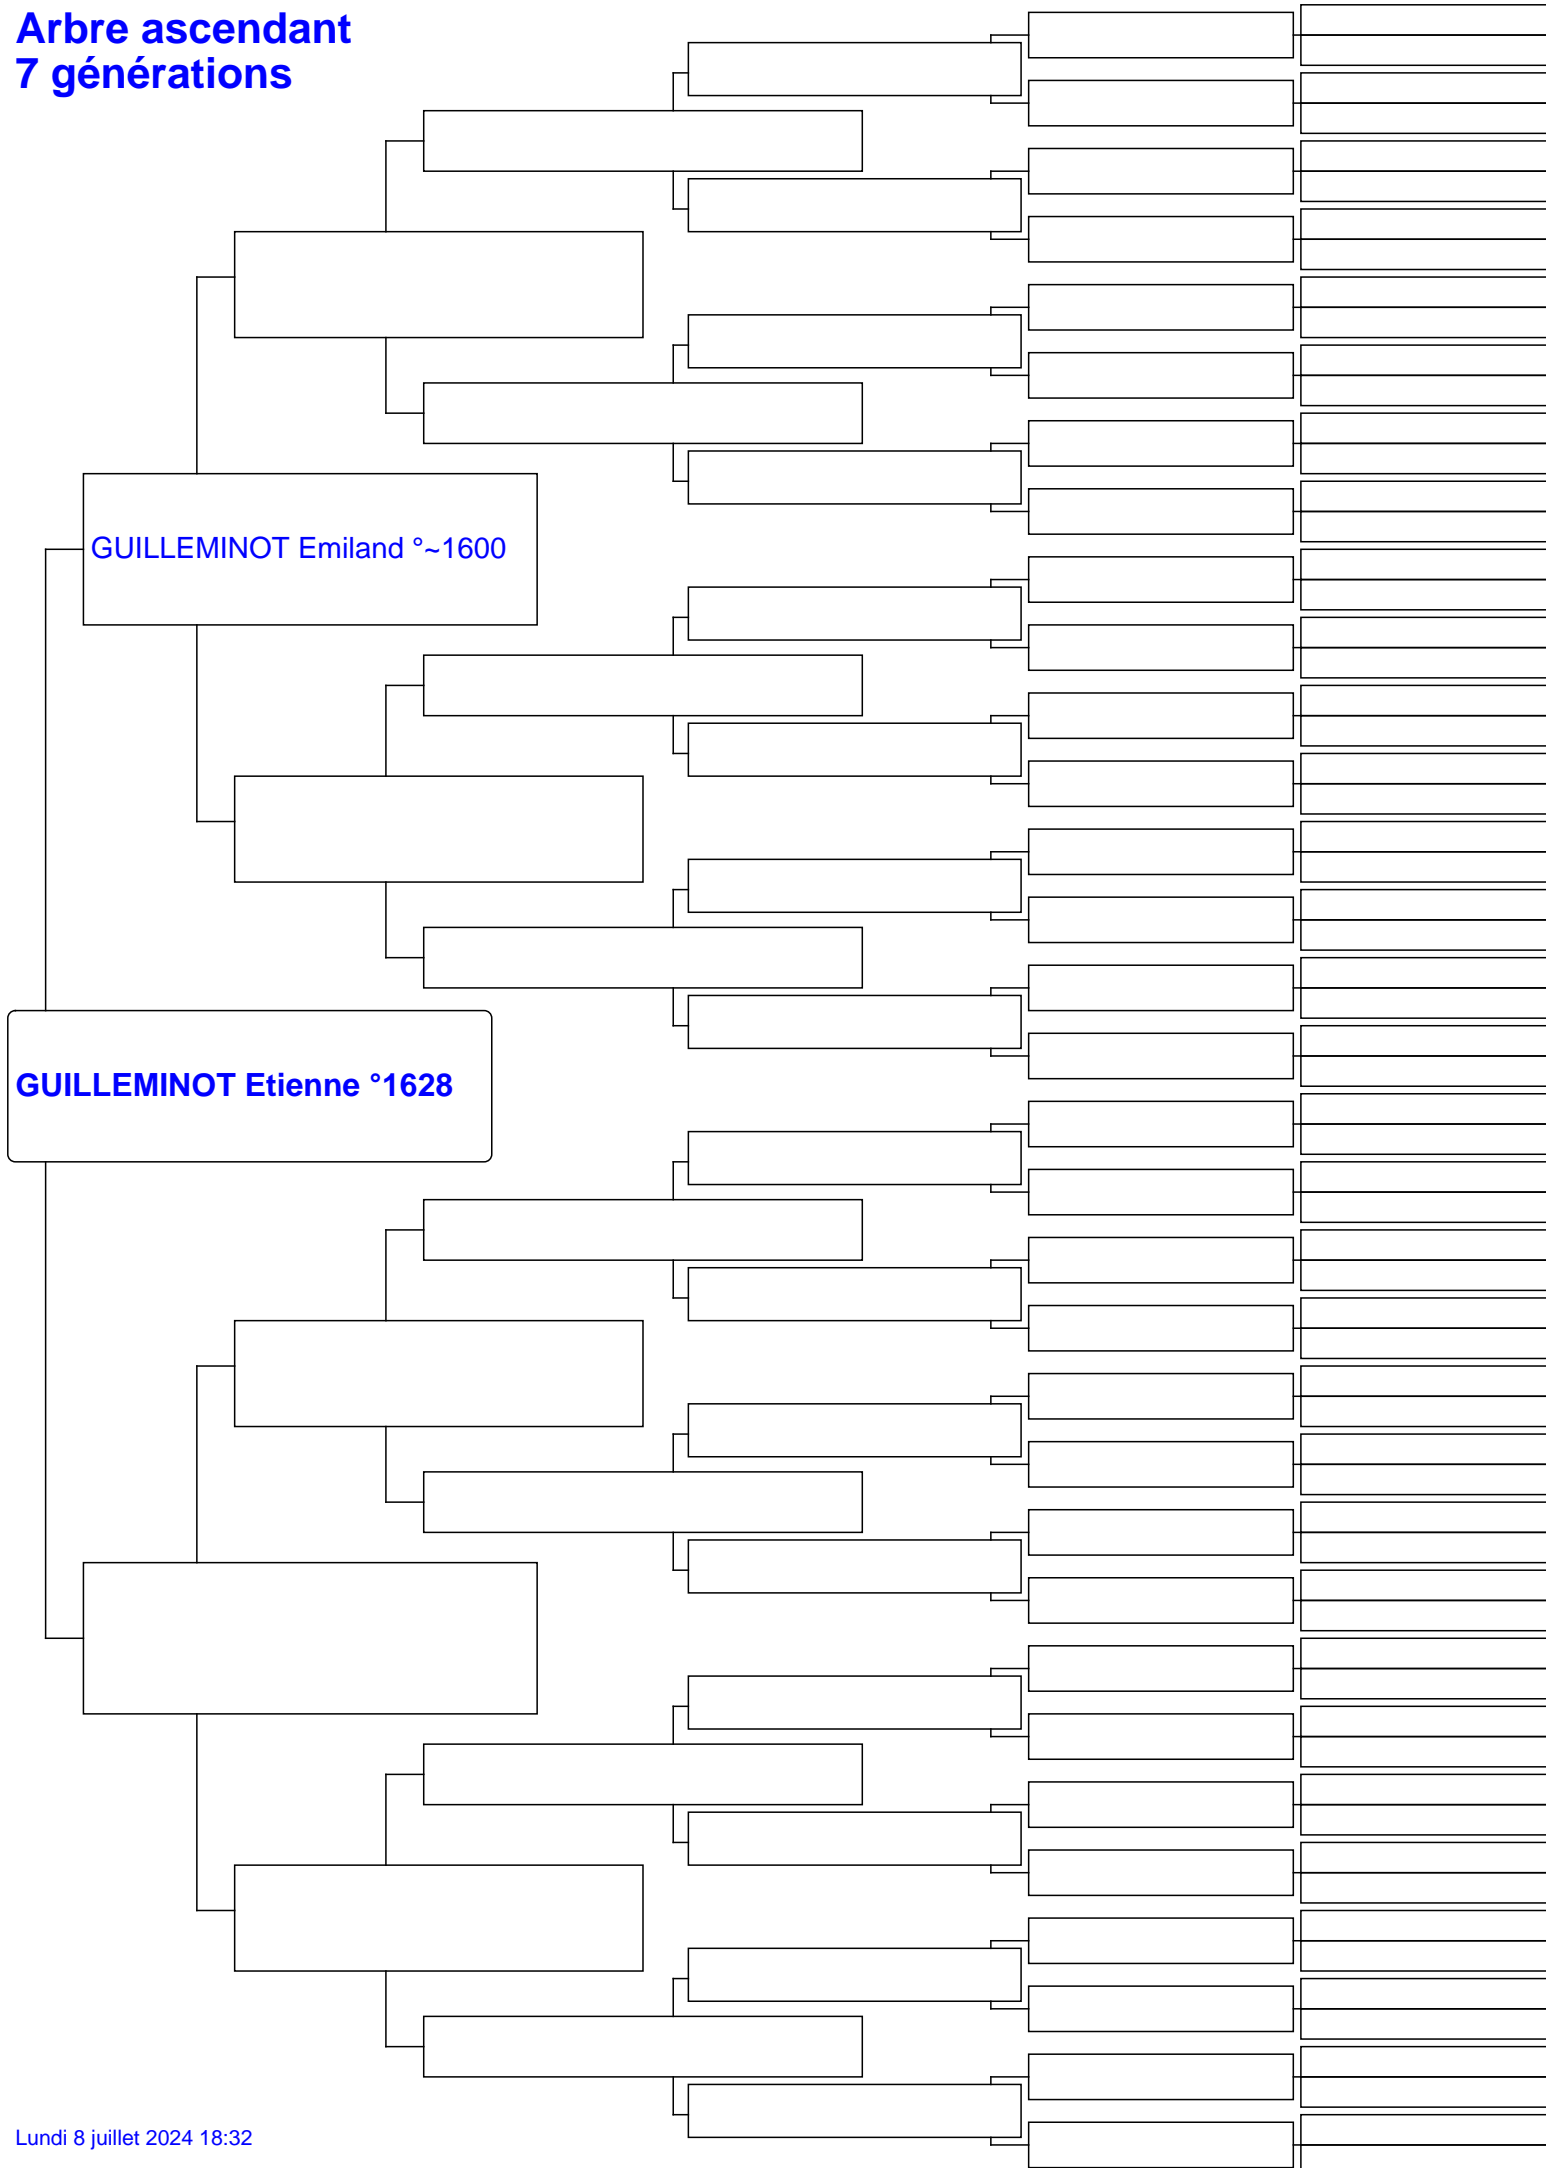 Arbre ascendant
7 générations
GUILLEMINOT Emiland °~1600
GUILLEMINOT Etienne °1628
Lundi 8 juillet 2024 18:32